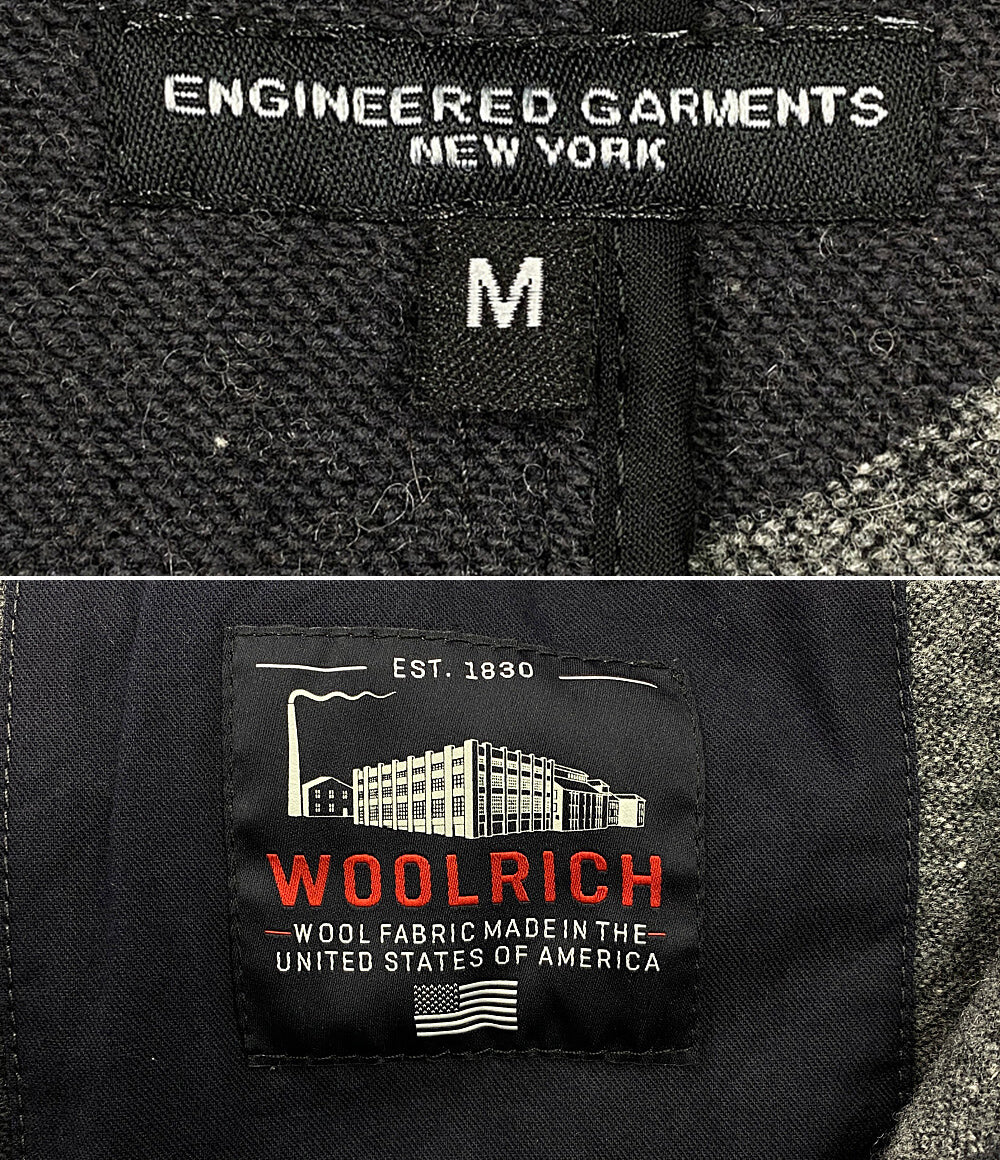 ENGINEERED GARMENTS
NEW YORK
M
EST. 1830
WOOLRICH
WOOL FABRIC MADE IN THE
UNITED STATES OF AMERICA